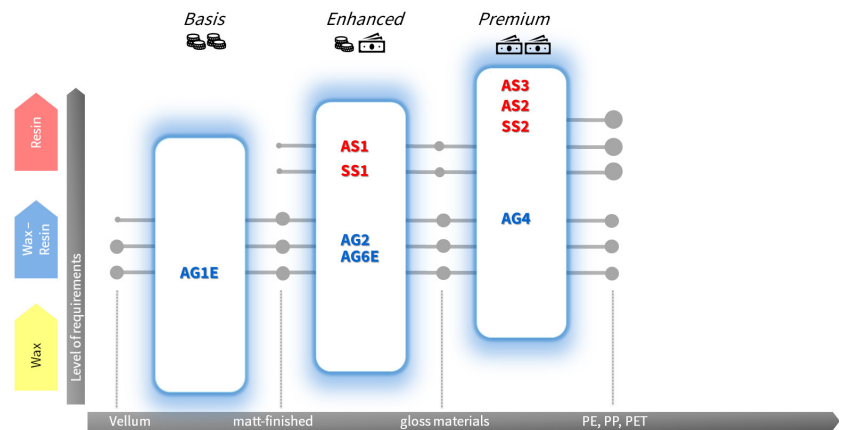 Basis
Enhanced
Premium
Resin
Wax –
Resin
Wax
Level of requirements
AG1E
AS1
SS1
AG2
AG6E
AS3
AS2
SS2
AG4
Vellum
matt-finished
gloss materials
PE, PP, PET